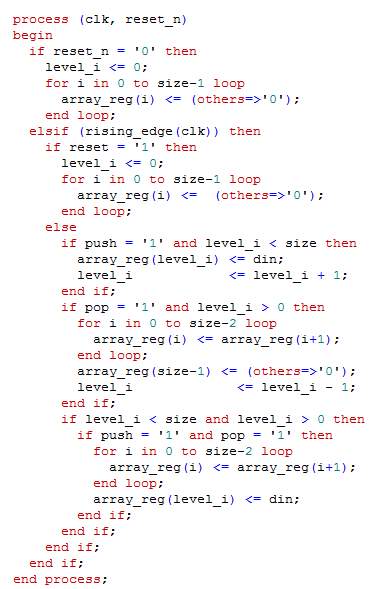 process (clk, reset_n)
begin
  if reset_n = '0' then
    level_i <= 0;
    for i in 0 to size-1 loop
      array_reg(i) <= (others=>'0');
    end loop;
  elsif (rising_edge(clk)) then
    if reset = '1' then
      level_i <= 0;
      for i in 0 to size-1 loop
        array_reg(i) <=  (others=>'0');
      end loop;
    else
      if push = '1' and level_i < size then
        array_reg(level_i) <= din;
        level_i            <= level_i + 1;
      end if;
      if pop = '1' and level_i > 0 then
        for i in 0 to size-2 loop
          array_reg(i) <= array_reg(i+1);
        end loop;
        array_reg(size-1) <= (others=>'0');
        level_i             <= level_i - 1;
      end if;
      if level_i < size and level_i > 0 then
        if push = '1' and pop = '1' then
          for i in 0 to size-2 loop
            array_reg(i) <= array_reg(i+1);
          end loop;
          array_reg(level_i) <= din;
        end if;
      end if;
    end if;
  end if;
end process;